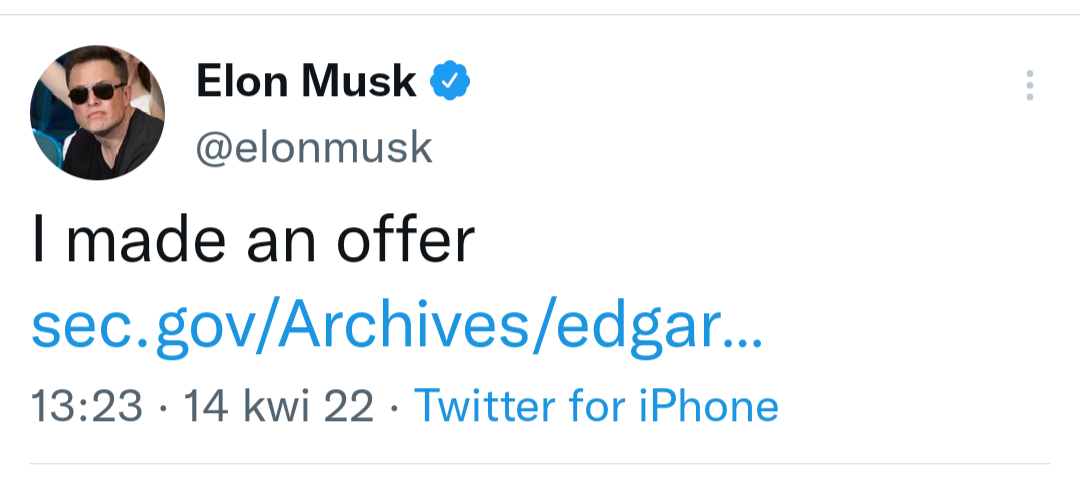 Elon Musk
@elonmusk
I made an offer
sec.gov/Archives/edgar...
13:23 · 14 kwi 22 · Twitter for iPhone